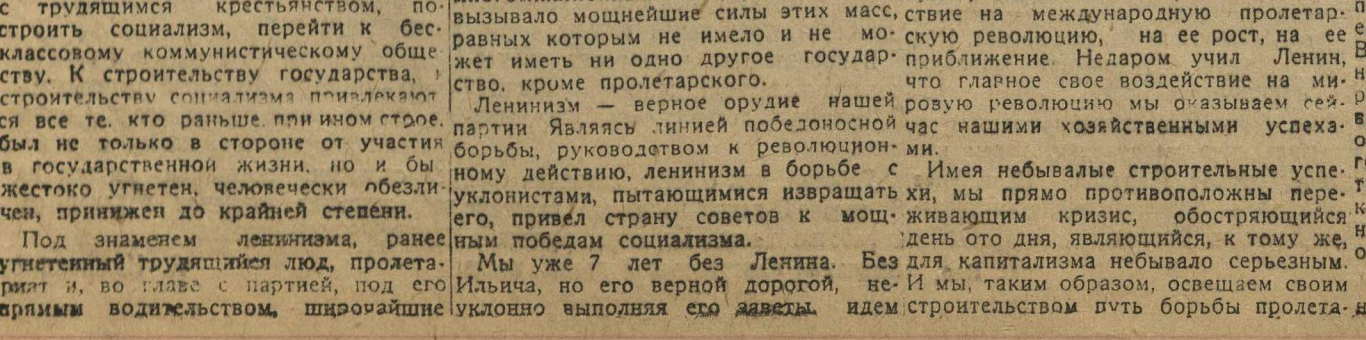 с трудящимся крестьянством, по-
строить социализм, перейти к бес-
классовому коммунистическому обще
ству. К строительству государства,
строительству социализма привлекают
ся все те, кто раньше, при ином строе,
был не только в стороне от участия
в государственной жизни, но и бы
жестоко угнетен, человечески обезли-
чен, принижен до крайней степени.
Под знаменем ленинизма, ранее
угнетенный трудящийся люд, пролета-
риат и, во главе с партией, под его
прямым водительством, широчайшие
вызывало мощнейшие силы этих масс,
равных которым не имело и не мо-
жет иметь ни одно другое государ-
ство, кроме пролетарского.
Ленинизм — верное орудие нашей
партии Являясь линией победоносной
борьбы, руководством к революцион-
ному действию, ленинизм в борьбе с
уклонистами, пытающимися извращать
его, привел страну советов к мощ-
ным победам социализма.
Мы уже 7 лет без Ленина. Без
Ильича, но его верной дорогой, не-
уклонно выполняя его заветы, идем
ствие на международную пролетар-
скую революцию, на ее рост, на ее
приближение. Недаром учил Ленин,
что главное свое воздействие на ми-
ровую революцию мы оказываем сей-
час нашими хозяйственными успеха-
ми.
Имея небывалые строительные успе-
хи, мы прямо противоположны пере-
живающим кризис, обостряющийся
день ото дня, являющийся, к тому же,
для капитализма небывало серьезным.
И мы, таким образом, освещаем своим
строительством путь борьбы пролета-